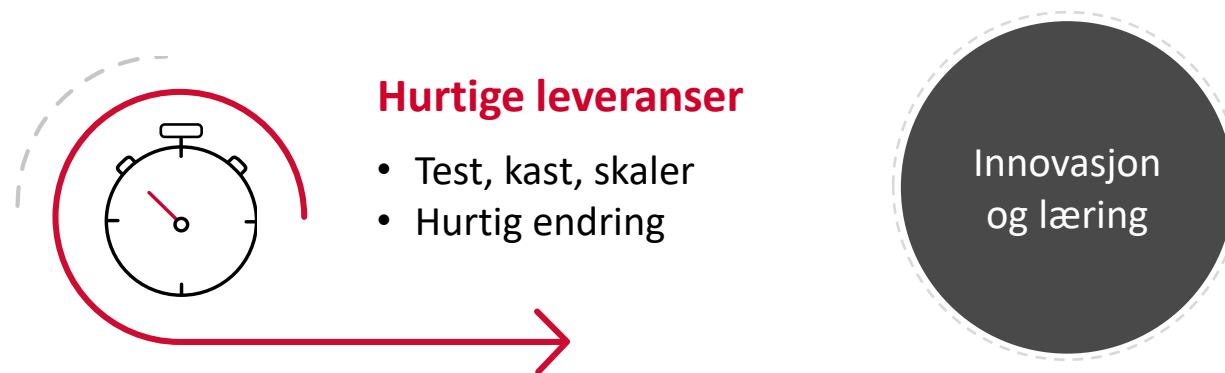 Hurtige leveranser
• Test, kast, skaler
• Hurtig endring
Innovasjon
og læring